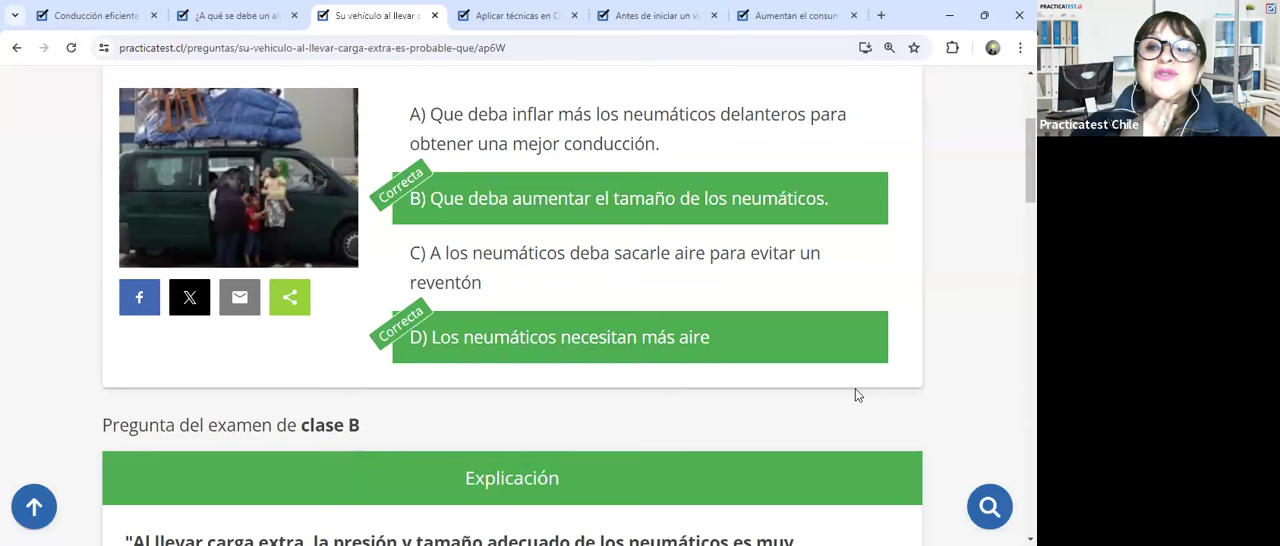 Conducción eficiente
¿A qué se debe un al
Su vehículo al llevar c
Aplicar técnicas en C
Antes de iniciar un vi
Aumentan el consum
practicatest.cl/preguntas/su-vehiculo-al-llevar-carga-extra-es-probable-que/ap6W
PRACTICATEST.cl
Practicatest Chile
A) Que deba inflar más los neumáticos delanteros para
obtener una mejor conducción.
Correcta
B) Que deba aumentar el tamaño de los neumáticos.
C) A los neumáticos deba sacarle aire para evitar un
reventón
Correcta
D) Los neumáticos necesitan más aire
Pregunta del examen de clase B
Explicación
"Al llevar carga extra, la presión y tamaño adecuado de los neumáticos es muy